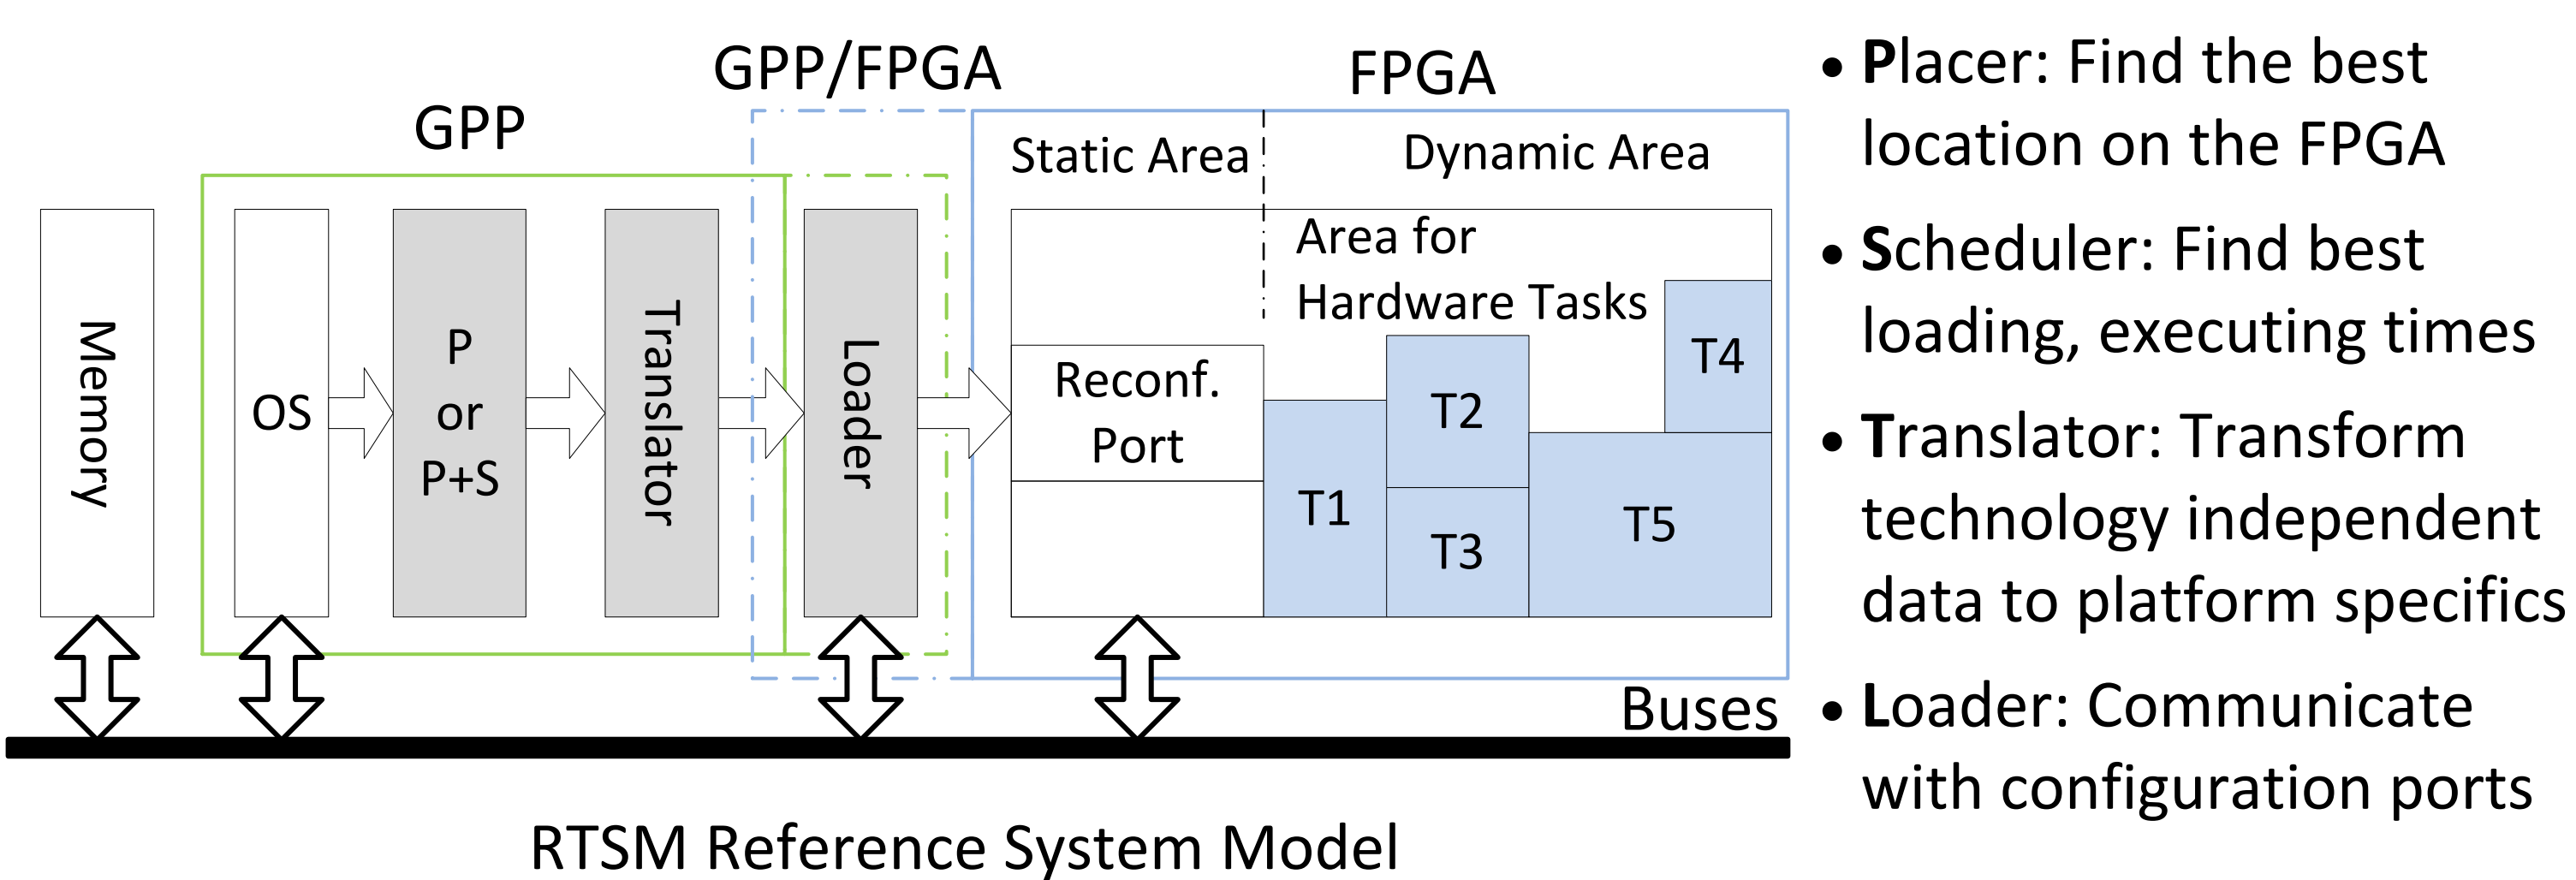 GPP
GPP/FPGA
FPGA
Static Area
Dynamic Area
Memory
OS
P
or
P+S
Translator
Loader
Reconf.
Port
Area for
Hardware Tasks
T1
T2
T3
T4
T5
Buses
RTSM Reference System Model
• Placer: Find the best
location on the FPGA
• Scheduler: Find best
loading, executing times
• Translator: Transform
technology independent
data to platform specifics
• Loader: Communicate
with configuration ports